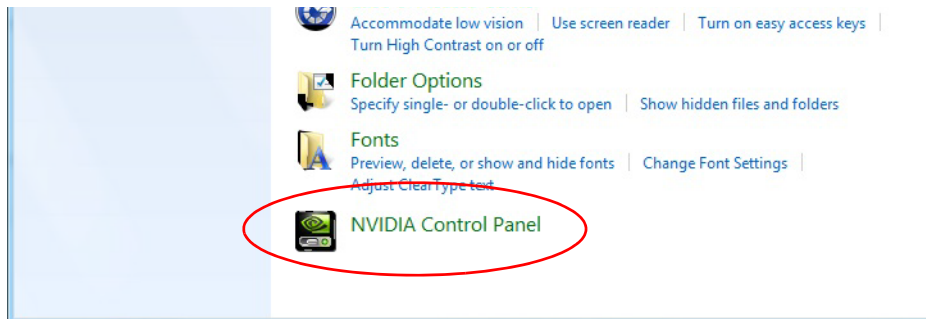 Accommodate low vision Use screen reader Turn on easy access keys
Turn High Contrast on or off
Folder Options
Specify single- or double-click to open Show hidden files and folders
Fonts
Preview, delete, or show and hide fonts Change Font Settings
Adjust ClearType text
NVIDIA Control Panel